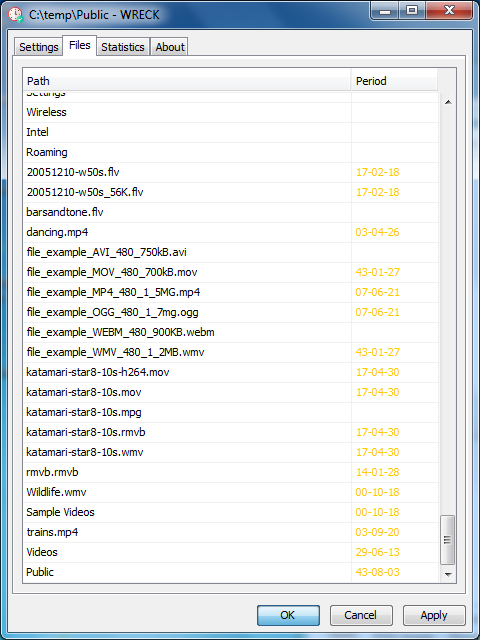 C:\temp\Public - WRECK
Settings Files Statistics About
Path Period
Settings
Wireless
Intel
Roaming
20051210-w50s.flv 17-02-18
20051210-w50s_56K.flv 17-02-18
barsandtone.flv
dancing.mp4 03-04-26
file_example_AVI_480_750kB.avi
file_example_MOV_480_700kB.mov 43-01-27
file_example_MP4_480_1_5MG.mp4 07-06-21
file_example_OGG_480_1_7mg.ogg 07-06-21
file_example_WEBM_480_900KB.webm
file_example_WMV_480_1_2MB.wmv 43-01-27
katamari-star8-10s-h264.mov 17-04-30
katamari-star8-10s.mov 17-04-30
katamari-star8-10s.mpg
katamari-star8-10s.rmvb 17-04-30
katamari-star8-10s.wmv 17-04-30
rmvb.rmvb 14-01-28
Wildlife.wmv 00-10-18
Sample Videos 00-10-18
trains.mp4 03-09-20
Videos 29-06-13
Public 43-08-03
OK Cancel Apply